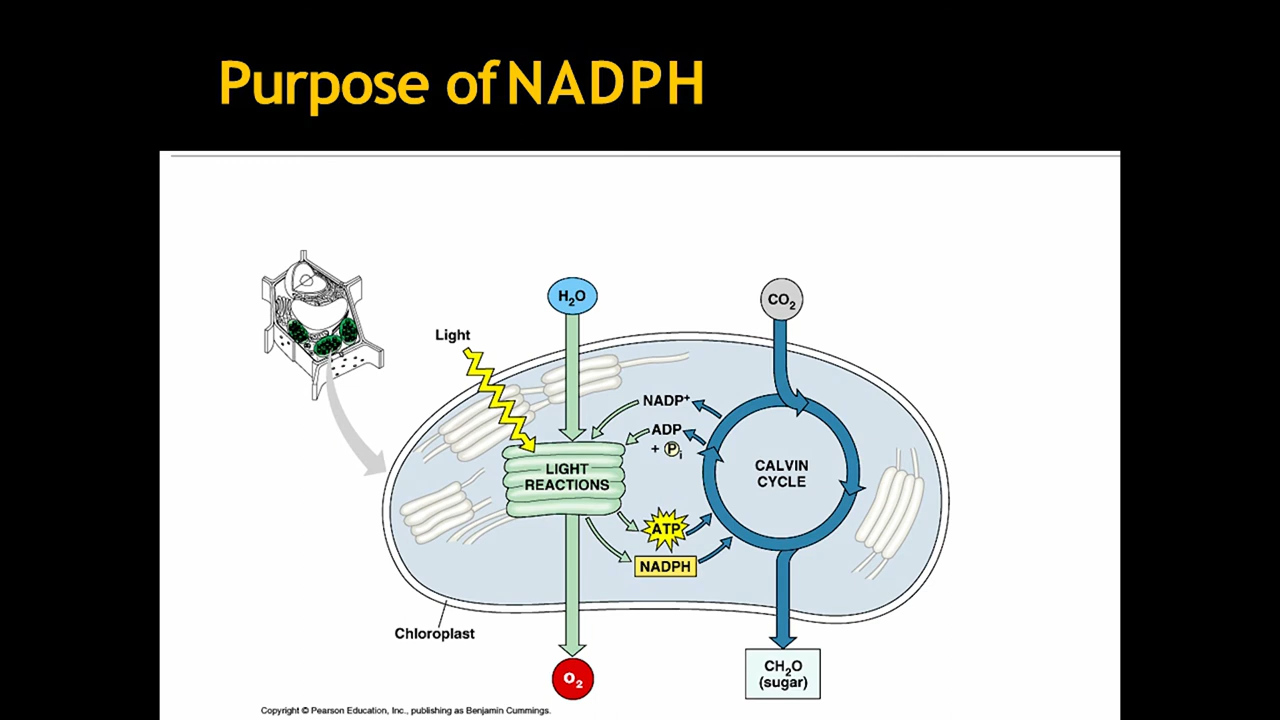 Purpose of NADPH
H₂O
CO₂
Light
NADP⁺
ADP
+ Pᵢ
LIGHT
REACTIONS
CALVIN
CYCLE
ATP
NADPH
Chloroplast
O₂
CH₂O
(sugar)
Copyright © Pearson Education, Inc., publishing as Benjamin Cummings.